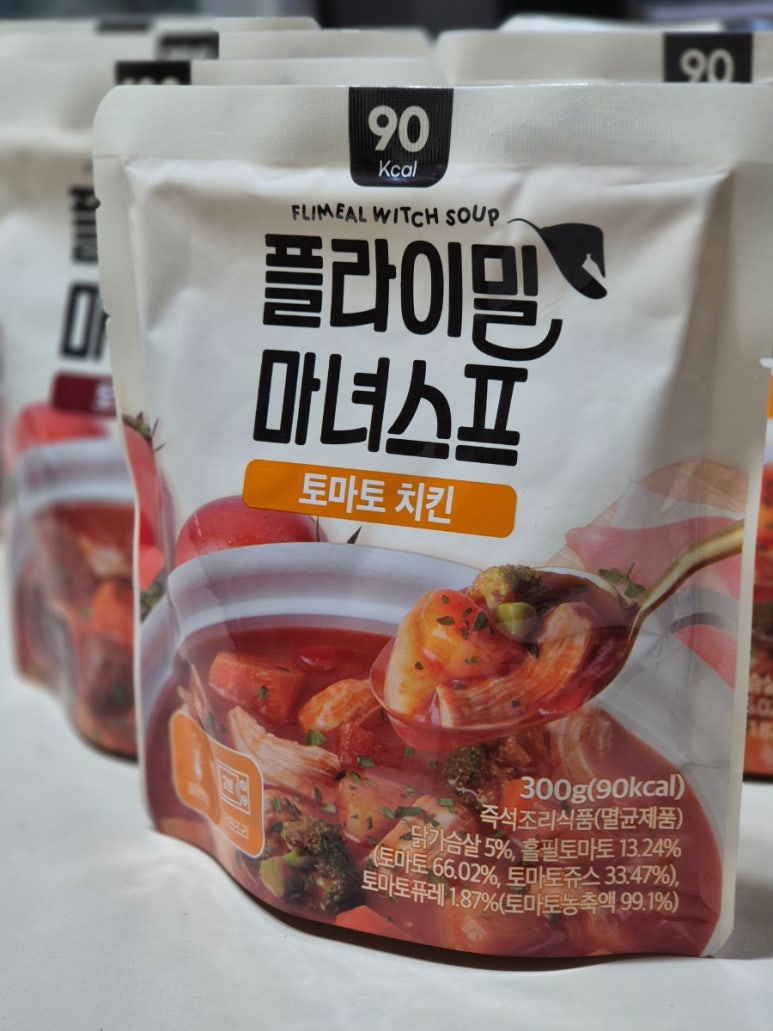 90
Kcal
90
FLIMEAL WITCH SOUP
플라이밀
마녀스프
토마토 치킨
2분
300g(90kcal)
즉석조리식품(멸균제품)
닭가슴살 5%, 홀필토마토 13.24%
(토마토 66.02%, 토마토쥬스 33.47%),
토마토퓨레 1.87%(토마토농축액 99.1%)